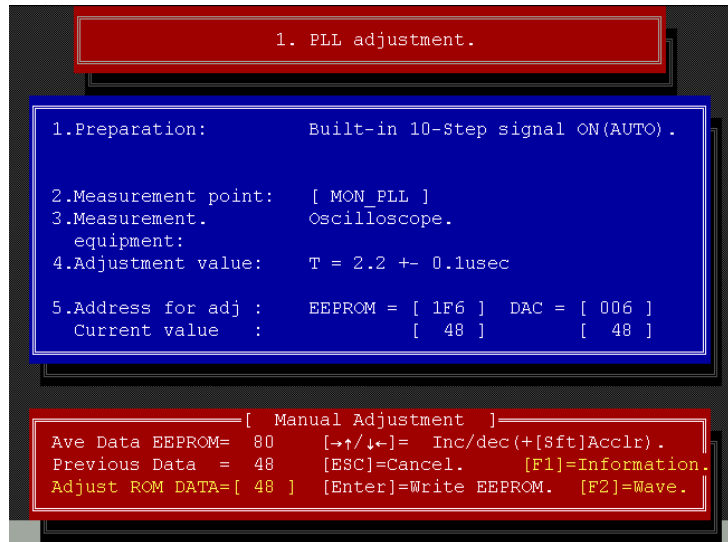 1. PLL adjustment.
1.Preparation: Built-in 10-Step signal ON(AUTO).
2.Measurement point: [ MON_PLL ]
3.Measurement. Oscilloscope.
equipment:
4.Adjustment value: T = 2.2 +- 0.1usec
5.Address for adj : EEPROM = [ 1F6 ] DAC = [ 006 ]
Current value : [ 48 ] [ 48 ]
[ Manual Adjustment ]
Ave Data EEPROM= 80 [→↑/↓←]= Inc/dec(+[Sft]Acclr).
Previous Data = 48 [ESC]=Cancel. [F1]=Information.
Adjust ROM DATA=[ 48 ] [Enter]=Write EEPROM. [F2]=Wave.